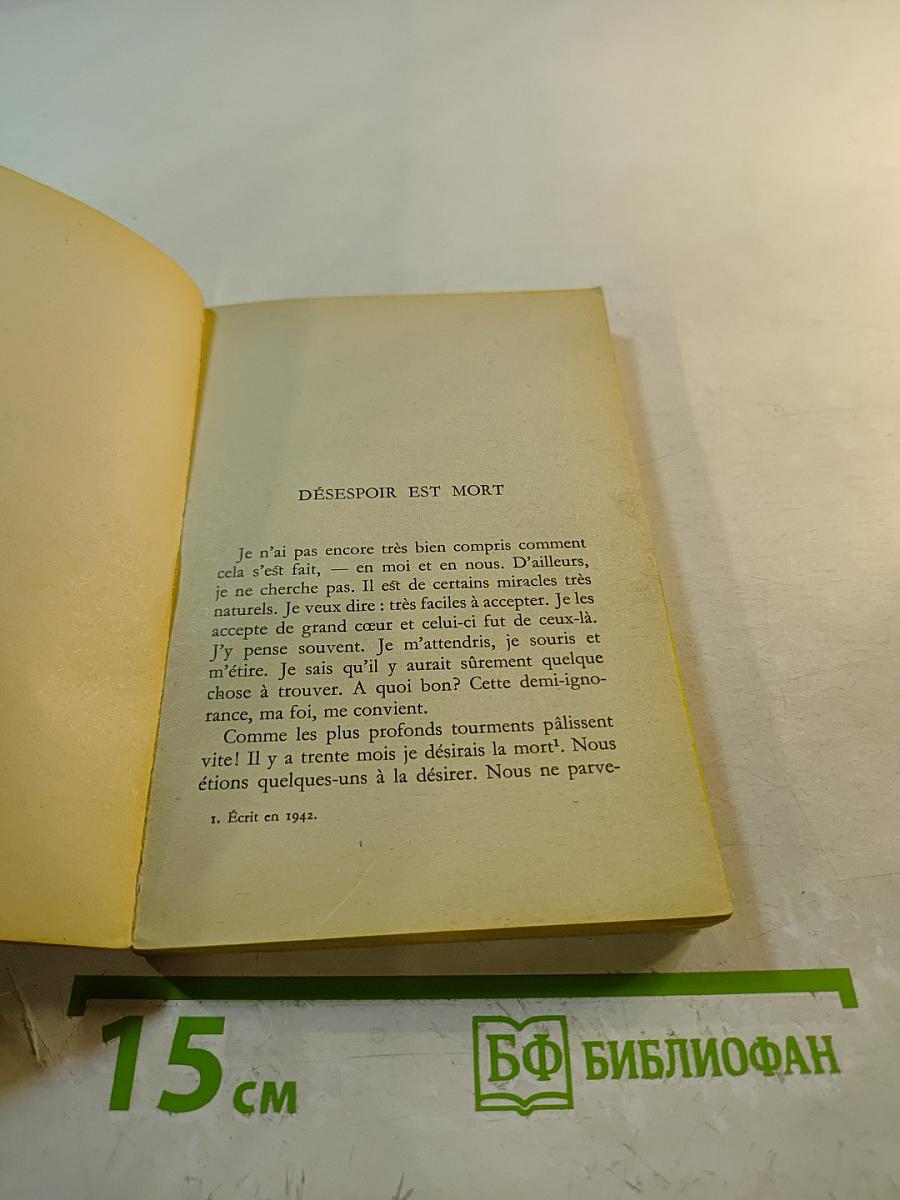 DÉSESPOIR EST MORT
Je n'ai pas encore très bien compris comment
cela s'est fait, — en moi et en nous. D'ailleurs,
je ne cherche pas. Il est de certains miracles très
naturels. Je veux dire : très faciles à accepter. Je les
accepte de grand cœur et celui-ci fut de ceux-là.
J'y pense souvent. Je m'attendris, je souris et
m'étire. Je sais qu'il y aurait sûrement quelque
chose à trouver. A quoi bon? Cette demi-igno-
rance, ma foi, me convient.
Comme les plus profonds tourments pâlissent
vite! Il y a trente mois je désirais la mort¹. Nous
étions quelques-uns à la désirer. Nous ne parve-
1. Écrit en 1942.
15 см
БФ БИБЛИОФАН